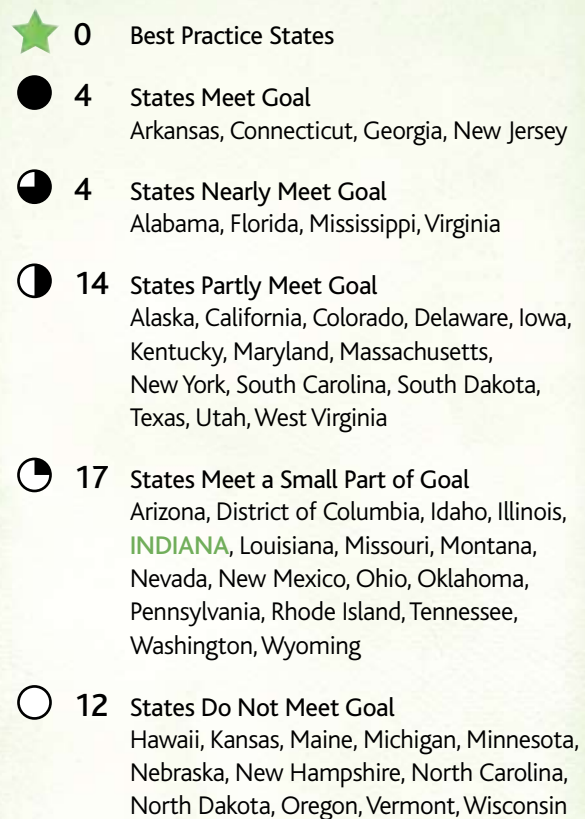 0 Best Practice States
4 States Meet Goal
Arkansas, Connecticut, Georgia, New Jersey
4 States Nearly Meet Goal
Alabama, Florida, Mississippi, Virginia
14 States Partly Meet Goal
Alaska, California, Colorado, Delaware, Iowa,
Kentucky, Maryland, Massachusetts,
New York, South Carolina, South Dakota,
Texas, Utah, West Virginia
17 States Meet a Small Part of Goal
Arizona, District of Columbia, Idaho, Illinois,
INDIANA, Louisiana, Missouri, Montana,
Nevada, New Mexico, Ohio, Oklahoma,
Pennsylvania, Rhode Island, Tennessee,
Washington, Wyoming
12 States Do Not Meet Goal
Hawaii, Kansas, Maine, Michigan, Minnesota,
Nebraska, New Hampshire, North Carolina,
North Dakota, Oregon, Vermont, Wisconsin